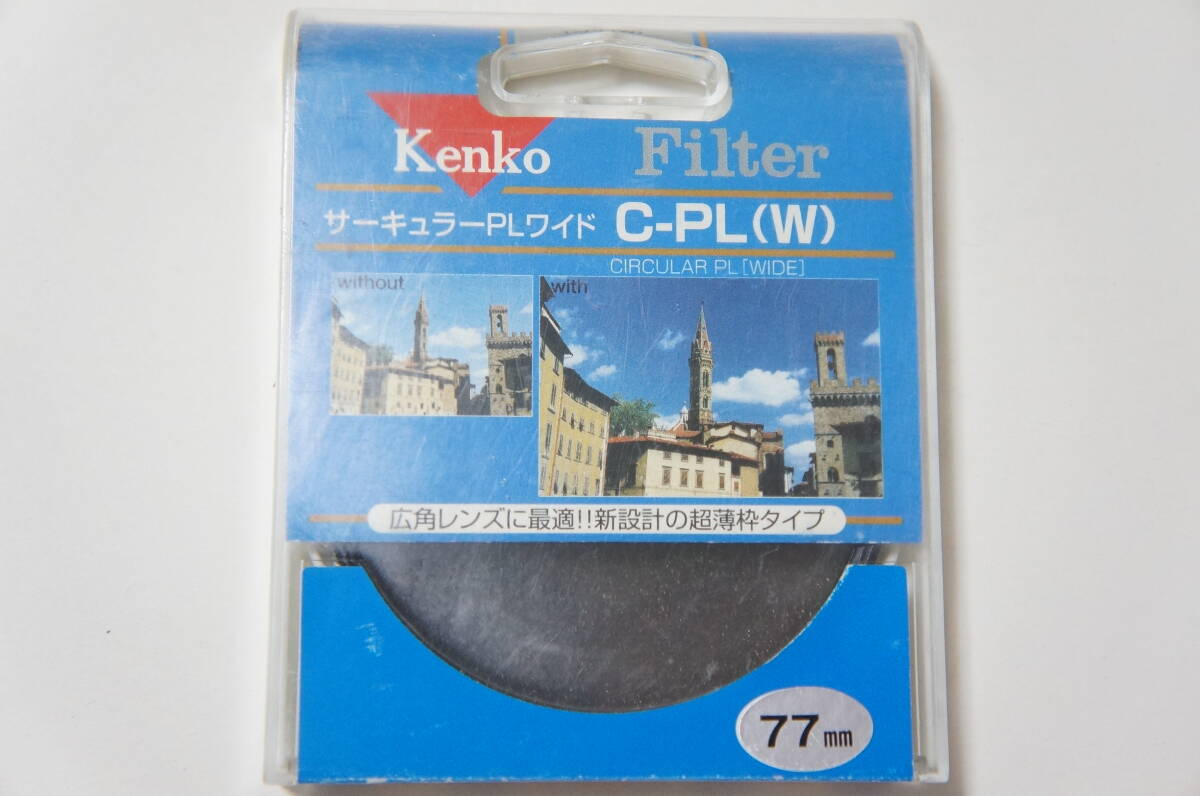 Kenko Filter
サーキュラーPLワイド C-PL(W)
CIRCULAR PL[WIDE]
without with
広角レンズに最適!!新設計の超薄枠タイプ
77mm